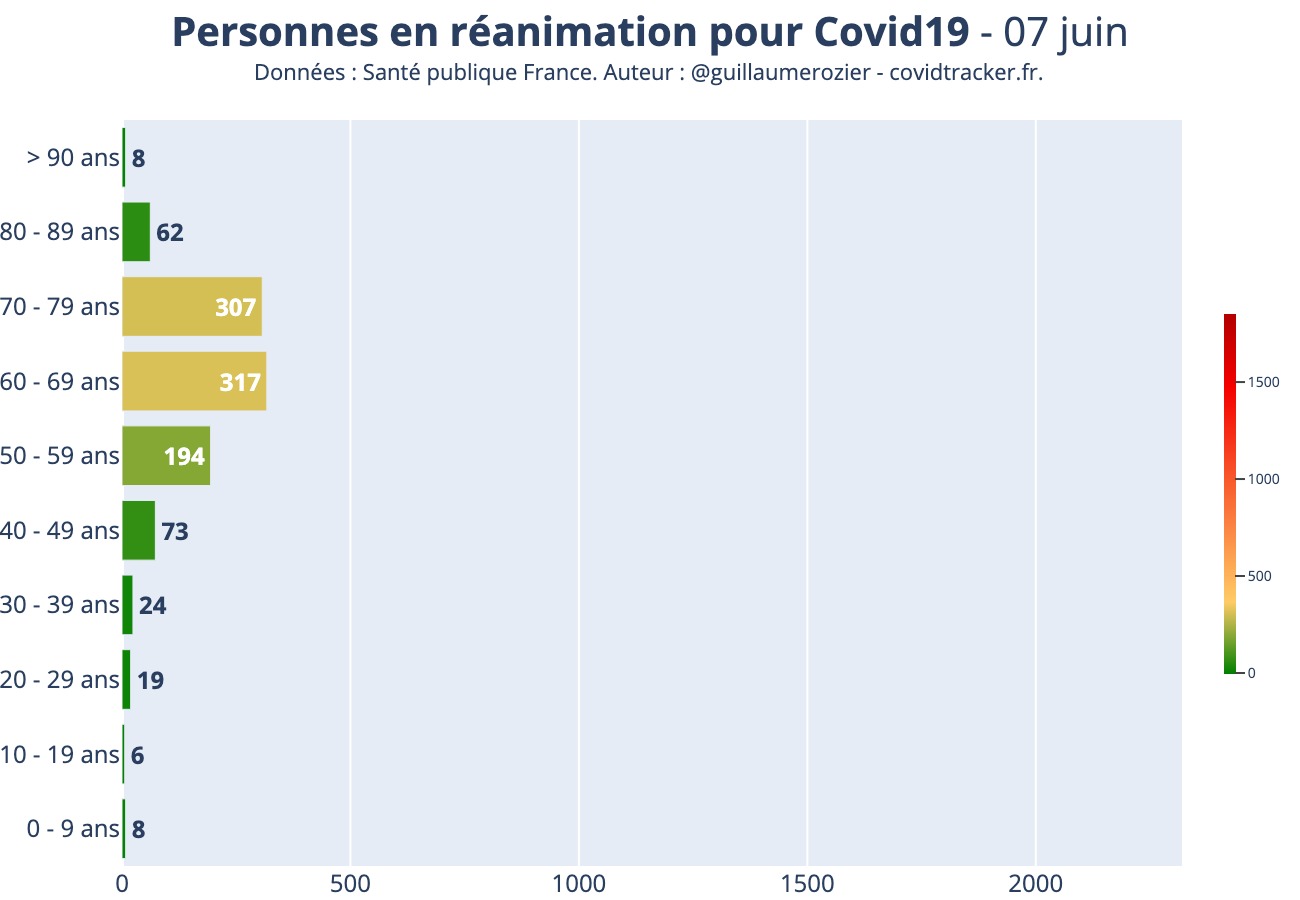 Personnes en réanimation pour Covid19 - 07 juin
Données : Santé publique France. Auteur : @guillaumerozier - covidtracker.fr.
> 90 ans 8
80 - 89 ans 62
70 - 79 ans 307
60 - 69 ans 317
50 - 59 ans 194
40 - 49 ans 73
30 - 39 ans 24
20 - 29 ans 19
10 - 19 ans 6
0 - 9 ans 8
0 500 1000 1500 2000
1500
1000
500
0